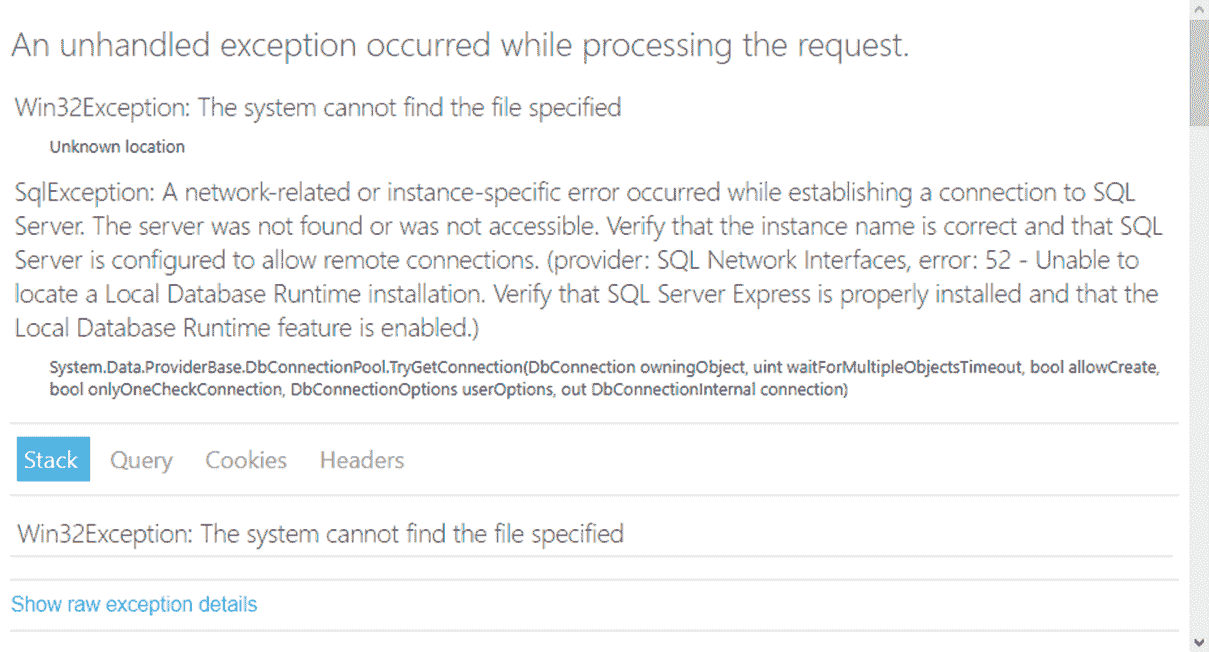 An unhandled exception occurred while processing the request.
Win32Exception: The system cannot find the file specified
Unknown location
SqlException: A network-related or instance-specific error occurred while establishing a connection to SQL
Server. The server was not found or was not accessible. Verify that the instance name is correct and that SQL
Server is configured to allow remote connections. (provider: SQL Network Interfaces, error: 52 - Unable to
locate a Local Database Runtime installation. Verify that SQL Server Express is properly installed and that the
Local Database Runtime feature is enabled.)
System.Data.ProviderBase.DbConnectionPool.TryGetConnection(DbConnection owningObject, uint waitForMultipleObjectsTimeout, bool allowCreate,
bool onlyOneCheckConnection, DbConnectionOptions userOptions, out DbConnectionInternal connection)
Stack Query Cookies Headers
Win32Exception: The system cannot find the file specified
Show raw exception details